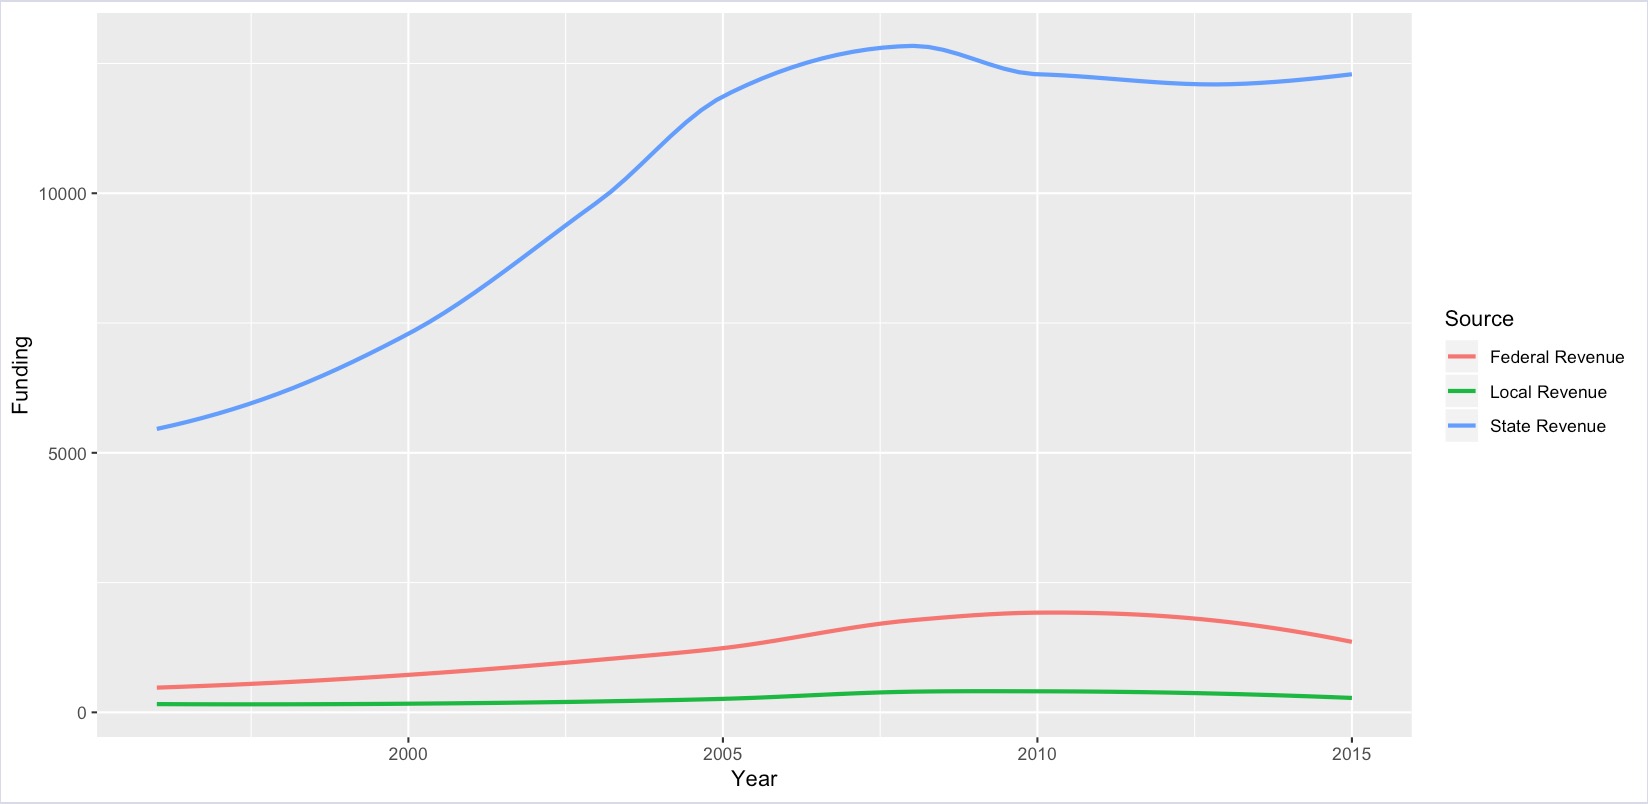 10000
5000
0
Funding
2000 2005 2010 2015
Year
Source
Federal Revenue
Local Revenue
State Revenue